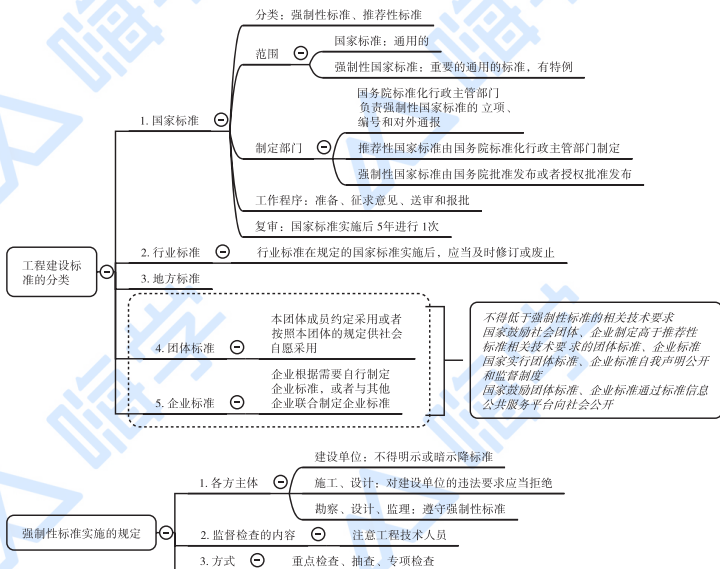 分类：强制性标准、推荐性标准
范围
国家标准：通用的
强制性国家标准：重要的通用的标准，有特例
1. 国家标准
制定部门
国务院标准化行政主管部门
负责强制性国家标准的 立项、
编号和对外通报
推荐性国家标准由国务院标准化行政主管部门制定
强制性国家标准由国务院批准发布或者授权批准发布
工作程序：准备、征求意见、送审和报批
复审：国家标准实施后 5年进行 1次
工程建设标
准的分类
2. 行业标准
行业标准在规定的国家标准实施后，应当及时修订或废止
3. 地方标准
4. 团体标准
本团体成员约定采用或者
按照本团体的规定供社会
自愿采用
5. 企业标准
企业根据需要自行制定
企业标准，或者与其他
企业联合制定企业标准
不得低于强制性标准的相关技术要求
国家鼓励社会团体、企业制定高于推荐性
标准相关技术要 求的团体标准、企业标准
国家实行团体标准、企业标准自我声明公开
和监督制度
国家鼓励团体标准、企业标准通过标准信息
公共服务平台向社会公开
强制性标准实施的规定
1. 各方主体
建设单位：不得明示或暗示降标准
施工、设计：对建设单位的违法要求应当拒绝
勘察、设计、监理：遵守强制性标准
2. 监督检查的内容
注意工程技术人员
3. 方式
重点检查、抽查、专项检查
嗨学
嗨学
嗨学
嗨学